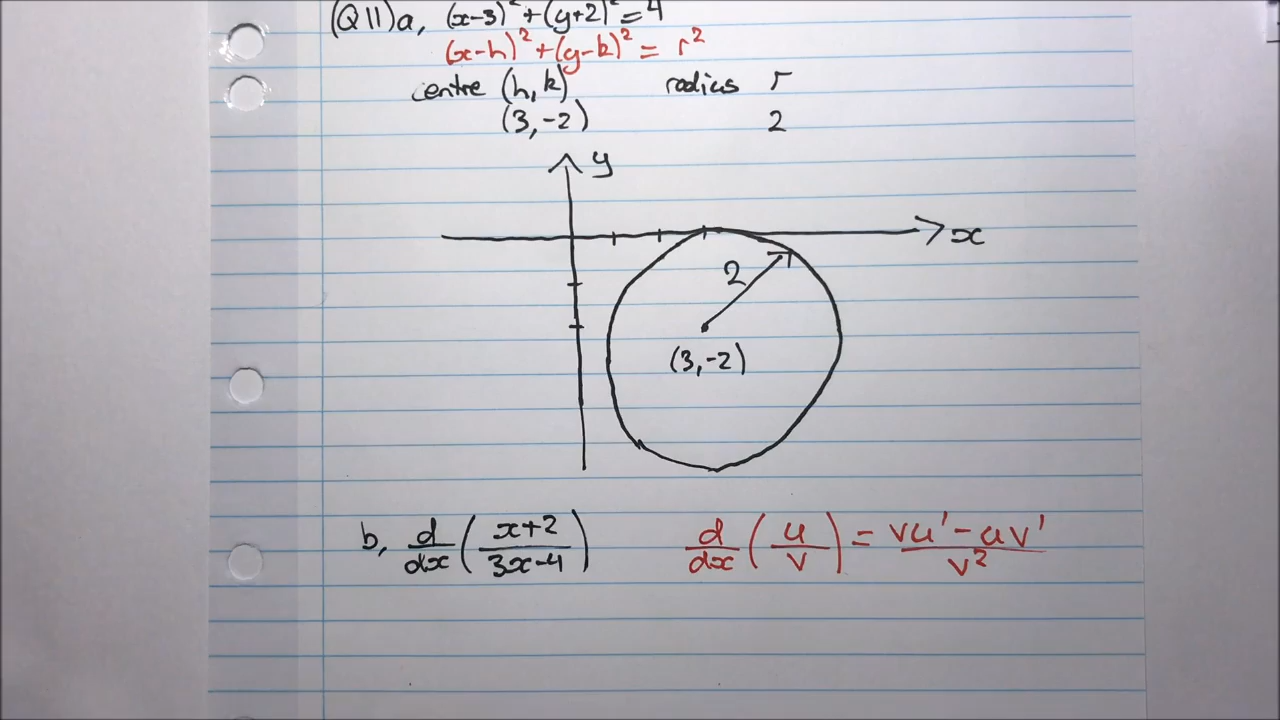 (Q11)a, (x-3)² + (y+2)² = 4
(x-h)² + (y-k)² = r²
centre (h, k) radius r
(3, -2) 2
y
x
2
(3, -2)
b, d/dx ( x+2 / 3x-4 ) d/dx ( u / v ) = vu' - uv' / v²